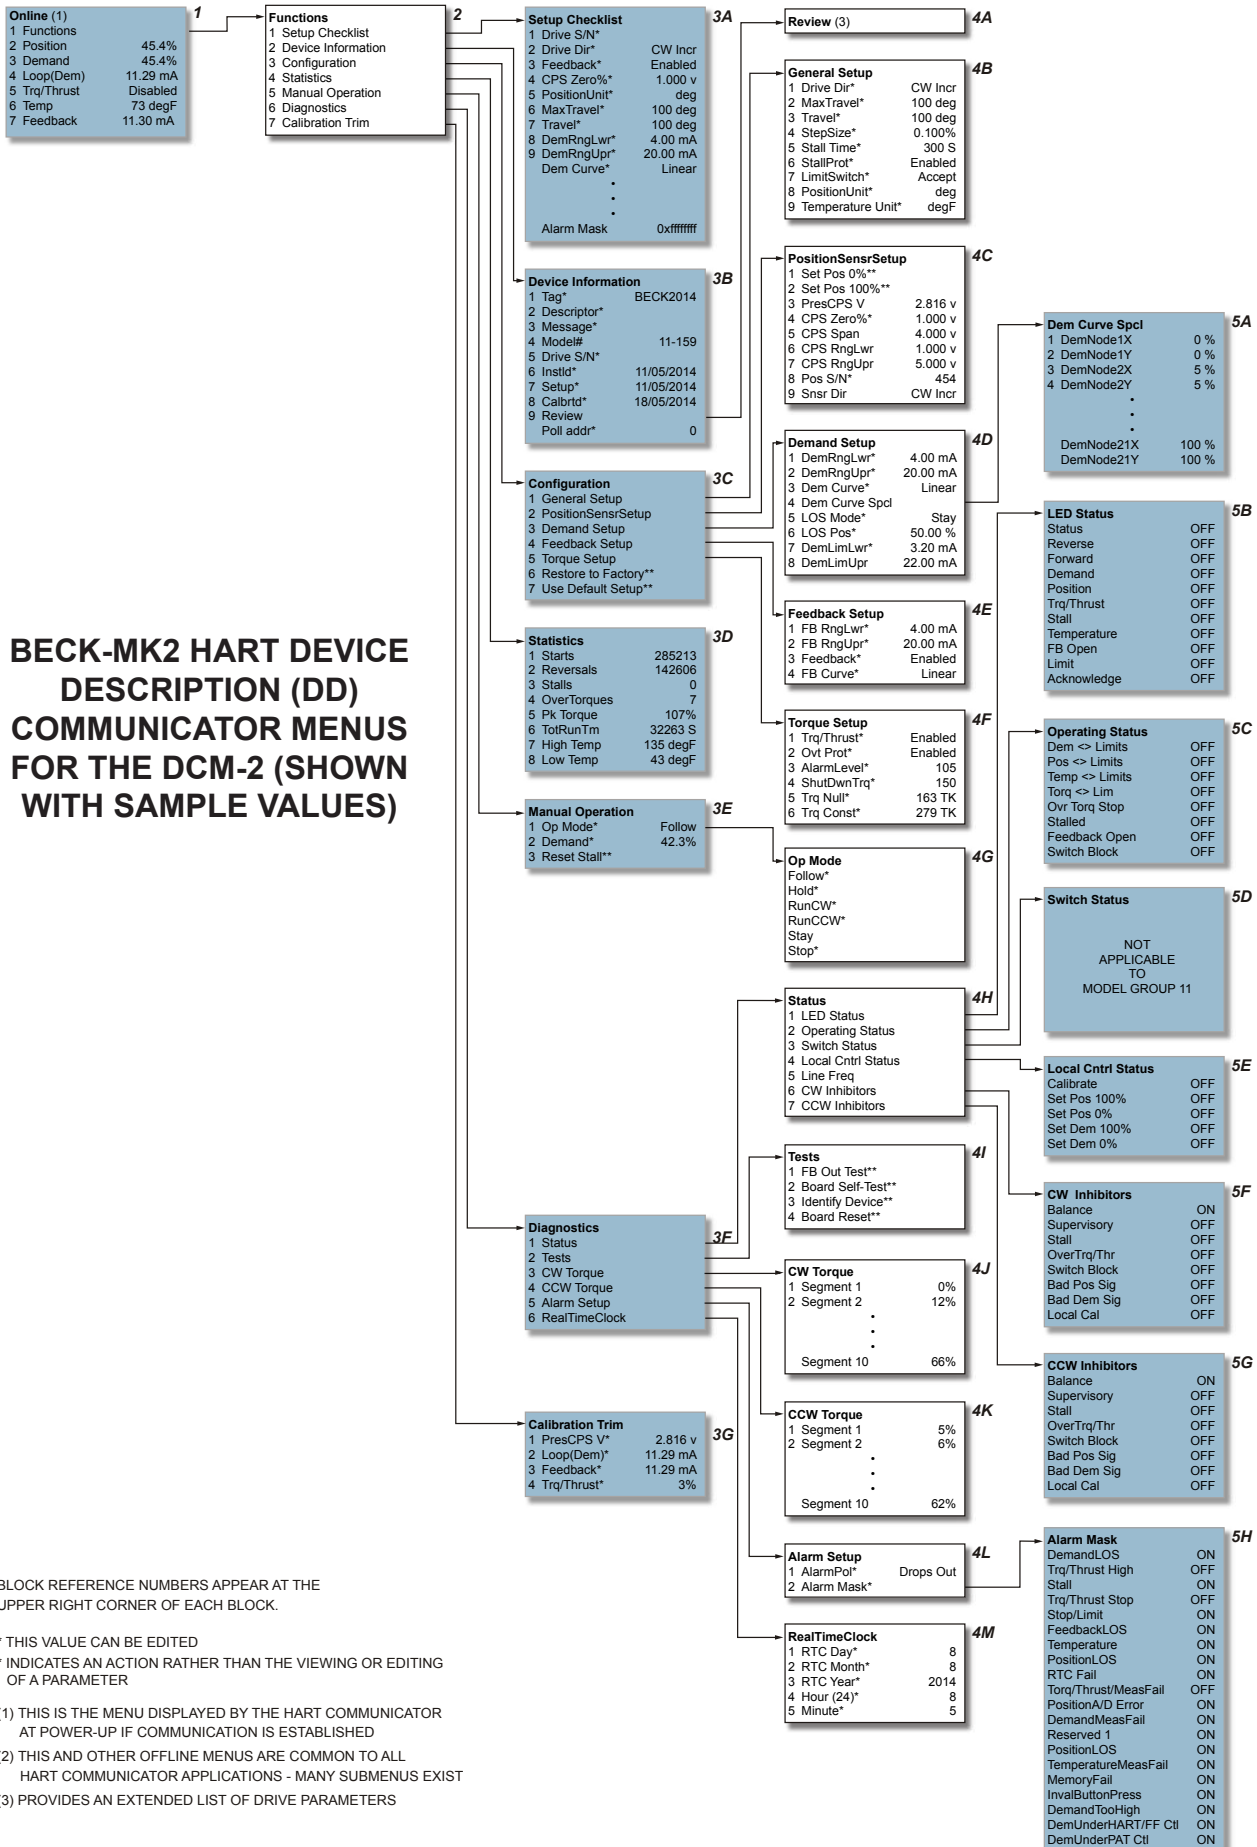 1
Online (1)
1 Functions
2 Position 45.4%
3 Demand 45.4%
4 Loop(Dem) 11.29 mA
5 Trq/Thrust Disabled
6 Temp 73 degF
7 Feedback 11.30 mA
2
Functions
1 Setup Checklist
2 Device Information
3 Configuration
4 Statistics
5 Manual Operation
6 Diagnostics
7 Calibration Trim
3A
Setup Checklist
1 Drive S/N*
2 Drive Dir* CW Incr
3 Feedback* Enabled
4 CPS Zero%* 1.000 v
5 PositionUnit* deg
6 MaxTravel* 100 deg
7 Travel* 100 deg
8 DemRngLwr* 4.00 mA
9 DemRngUpr* 20.00 mA
Dem Curve* Linear
•
•
•
Alarm Mask 0xffffffff
3B
Device Information
1 Tag* BECK2014
2 Descriptor*
3 Message*
4 Model# 11-159
5 Drive S/N*
6 Instld* 11/05/2014
7 Setup* 11/05/2014
8 Calbrtd* 18/05/2014
9 Review
Poll addr* 0
3C
Configuration
1 General Setup
2 PositionSensrSetup
3 Demand Setup
4 Feedback Setup
5 Torque Setup
6 Restore to Factory**
7 Use Default Setup**
3D
Statistics
1 Starts 285213
2 Reversals 142606
3 Stalls 0
4 OverTorques 7
5 Pk Torque 107%
6 TotRunTm 32263 S
7 High Temp 135 degF
8 Low Temp 43 degF
3E
Manual Operation
1 Op Mode* Follow
2 Demand* 42.3%
3 Reset Stall**
3F
Diagnostics
1 Status
2 Tests
3 CW Torque
4 CCW Torque
5 Alarm Setup
6 RealTimeClock
3G
Calibration Trim
1 PresCPS V* 2.816 v
2 Loop(Dem)* 11.29 mA
3 Feedback* 11.29 mA
4 Trq/Thrust* 3%
4A
Review (3)
4B
General Setup
1 Drive Dir* CW Incr
2 MaxTravel* 100 deg
3 Travel* 100 deg
4 StepSize* 0.100%
5 Stall Time* 300 S
6 StallProt* Enabled
7 LimitSwitch* Accept
8 PositionUnit* deg
9 Temperature Unit* degF
4C
PositionSensrSetup
1 Set Pos 0%**
2 Set Pos 100%**
3 PresCPS V 2.816 v
4 CPS Zero%* 1.000 v
5 CPS Span 4.000 v
6 CPS RngLwr 1.000 v
7 CPS RngUpr 5.000 v
8 Pos S/N* 454
9 Snsr Dir CW Incr
4D
Demand Setup
1 DemRngLwr* 4.00 mA
2 DemRngUpr* 20.00 mA
3 Dem Curve* Linear
4 Dem Curve Spcl
5 LOS Mode* Stay
6 LOS Pos* 50.00 %
7 DemLimLwr* 3.20 mA
8 DemLimUpr 22.00 mA
4E
Feedback Setup
1 FB RngLwr* 4.00 mA
2 FB RngUpr* 20.00 mA
3 Feedback* Enabled
4 FB Curve* Linear
4F
Torque Setup
1 Trq/Thrust* Enabled
2 Ovt Prot* Enabled
3 AlarmLevel* 105
4 ShutDwnTrq* 150
5 Trq Null* 163 TK
6 Trq Const* 279 TK
4G
Op Mode
Follow*
Hold*
RunCW*
RunCCW*
Stay
Stop*
4H
Status
1 LED Status
2 Operating Status
3 Switch Status
4 Local Cntrl Status
5 Line Freq
6 CW Inhibitors
7 CCW Inhibitors
4I
Tests
1 FB Out Test**
2 Board Self-Test**
3 Identify Device**
4 Board Reset**
4J
CW Torque
1 Segment 1 0%
2 Segment 2 12%
•
•
•
Segment 10 66%
4K
CCW Torque
1 Segment 1 5%
2 Segment 2 6%
•
•
•
Segment 10 62%
4L
Alarm Setup
1 AlarmPol* Drops Out
2 Alarm Mask*
4M
RealTimeClock
1 RTC Day* 8
2 RTC Month* 8
3 RTC Year* 2014
4 Hour (24)* 8
5 Minute* 5
5A
Dem Curve Spcl
1 DemNode1X 0 %
2 DemNode1Y 0 %
3 DemNode2X 5 %
4 DemNode2Y 5 %
•
•
•
DemNode21X 100 %
DemNode21Y 100 %
5B
LED Status
Status OFF
Reverse OFF
Forward OFF
Demand OFF
Position OFF
Trq/Thrust OFF
Stall OFF
Temperature OFF
FB Open OFF
Limit OFF
Acknowledge OFF
5C
Operating Status
Dem <> Limits OFF
Pos <> Limits OFF
Temp <> Limits OFF
Torq <> Lim OFF
Ovr Torq Stop OFF
Stalled OFF
Feedback Open OFF
Switch Block OFF
5D
Switch Status
NOT
APPLICABLE
TO
MODEL GROUP 11
5E
Local Cntrl Status
Calibrate OFF
Set Pos 100% OFF
Set Pos 0% OFF
Set Dem 100% OFF
Set Dem 0% OFF
5F
CW Inhibitors
Balance ON
Supervisory OFF
Stall OFF
OverTrq/Thr OFF
Switch Block OFF
Bad Pos Sig OFF
Bad Dem Sig OFF
Local Cal OFF
5G
CCW Inhibitors
Balance ON
Supervisory OFF
Stall OFF
OverTrq/Thr OFF
Switch Block OFF
Bad Pos Sig OFF
Bad Dem Sig OFF
Local Cal OFF
5H
Alarm Mask
DemandLOS ON
Trq/Thrust High OFF
Stall ON
Trq/Thrust Stop OFF
Stop/Limit ON
FeedbackLOS ON
Temperature ON
PositionLOS ON
RTC Fail ON
Torq/Thrust/MeasFail OFF
PositionA/D Error ON
DemandMeasFail ON
Reserved 1 ON
PositionLOS ON
TemperatureMeasFail ON
MemoryFail ON
InvalButtonPress ON
DemandTooHigh ON
DemUnderHART/FF Ctl ON
DemUnderPAT Ctl ON
BECK-MK2 HART DEVICE
DESCRIPTION (DD)
COMMUNICATOR MENUS
FOR THE DCM-2 (SHOWN
WITH SAMPLE VALUES)
BLOCK REFERENCE NUMBERS APPEAR AT THE
UPPER RIGHT CORNER OF EACH BLOCK.
* THIS VALUE CAN BE EDITED
* INDICATES AN ACTION RATHER THAN THE VIEWING OR EDITING
OF A PARAMETER
(1) THIS IS THE MENU DISPLAYED BY THE HART COMMUNICATOR
AT POWER-UP IF COMMUNICATION IS ESTABLISHED
(2) THIS AND OTHER OFFLINE MENUS ARE COMMON TO ALL
HART COMMUNICATOR APPLICATIONS - MANY SUBMENUS EXIST
(3) PROVIDES AN EXTENDED LIST OF DRIVE PARAMETERS